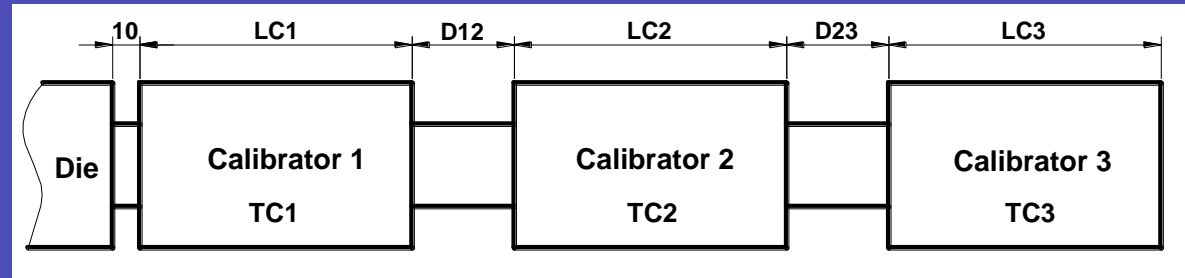 10 LC1 D12 LC2 D23 LC3
Die Calibrator 1 Calibrator 2 Calibrator 3
TC1 TC2 TC3